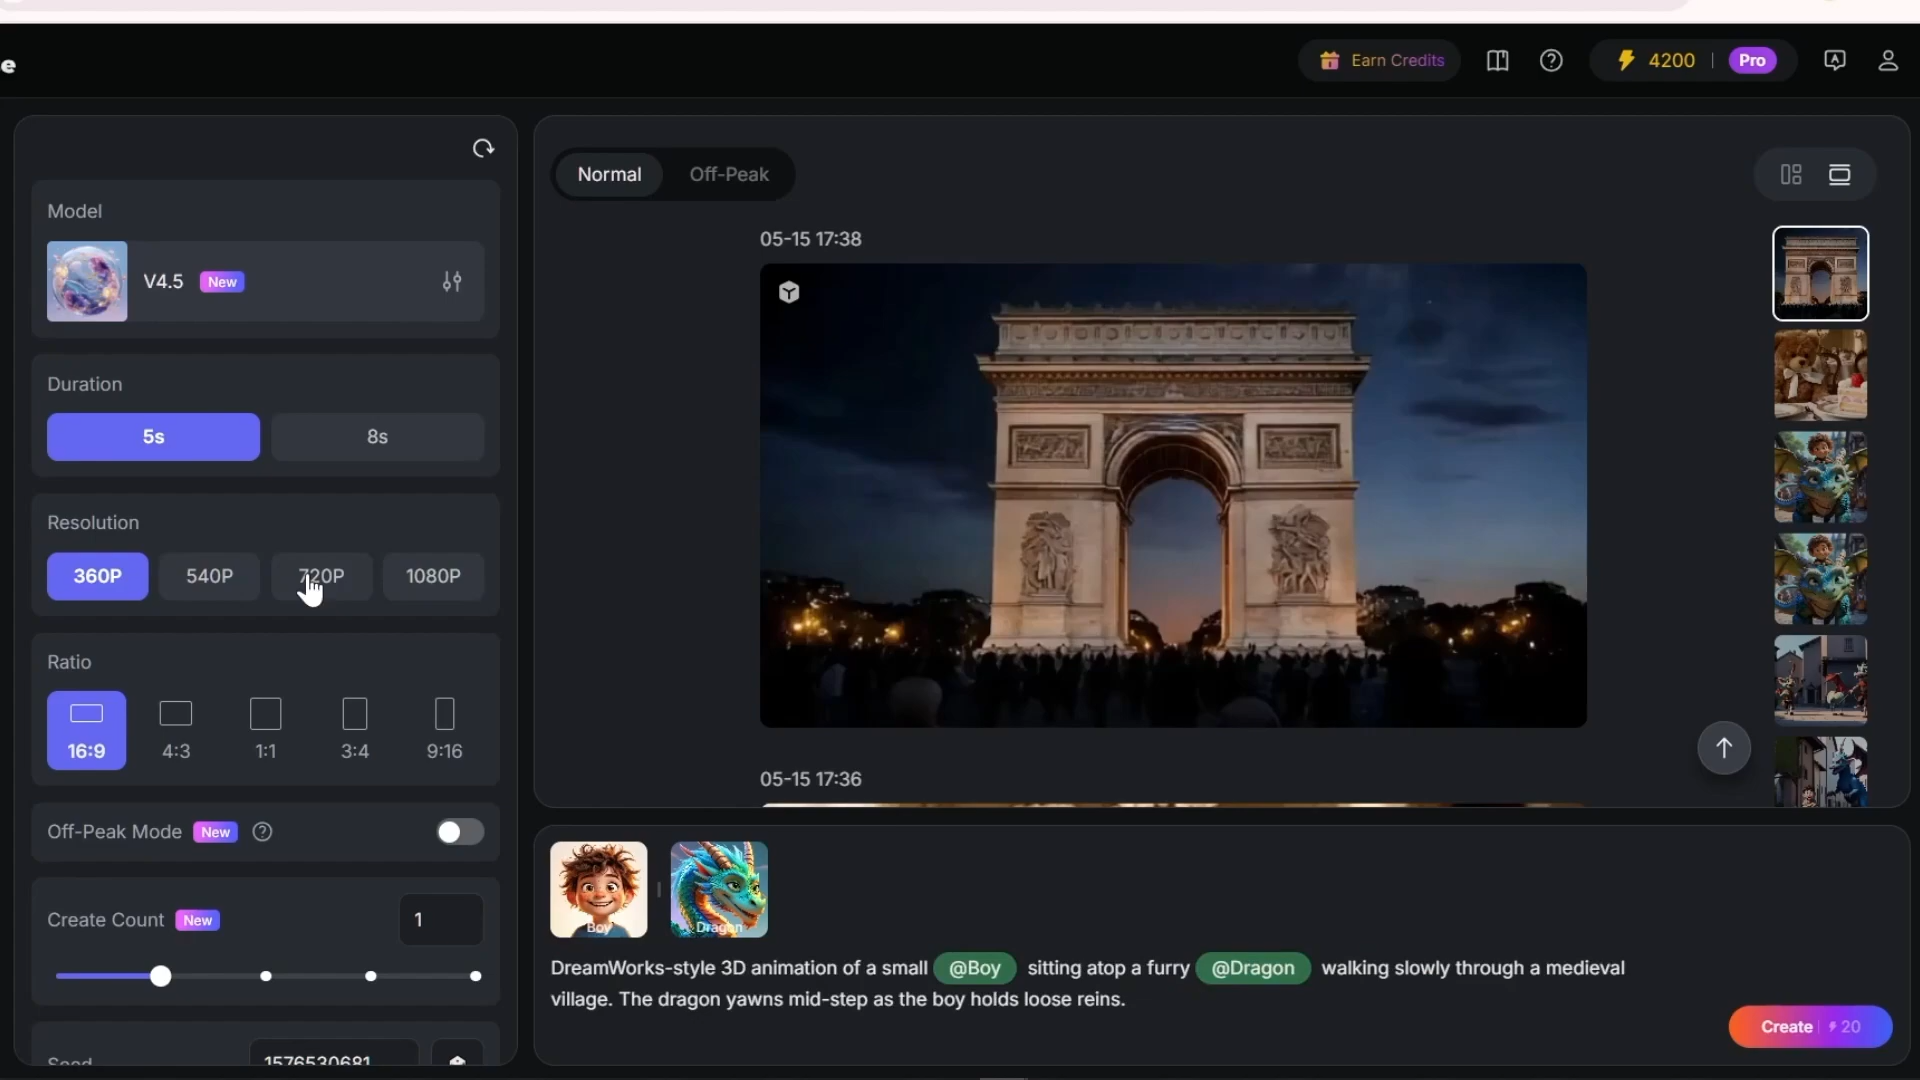 e
Earn Credits
4200
Pro
Model
V4.5 New
Duration
5s 8s
Resolution
360P 540P 720P 1080P
Ratio
16:9 4:3 1:1 3:4 9:16
Off-Peak Mode New
Create Count New 1
Seed 1576530681
Normal Off-Peak
05-15 17:38
05-15 17:36
Boy Dragon
DreamWorks-style 3D animation of a small @Boy sitting atop a furry @Dragon walking slowly through a medieval
village. The dragon yawns mid-step as the boy holds loose reins.
Create 20